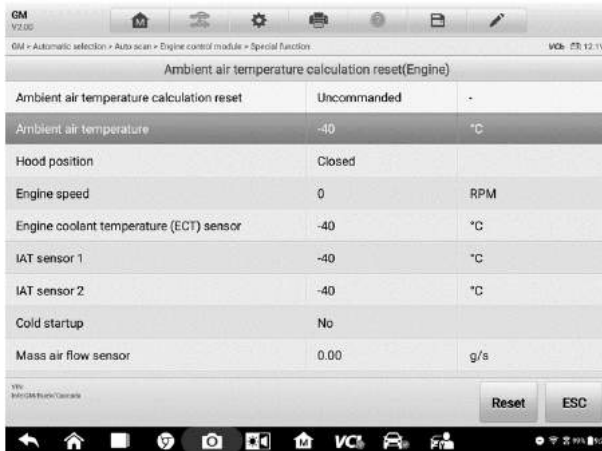 GM
V2.00
GM > Automatic selection > Auto scan > Engine control module > Special function
VCI
Ambient air temperature calculation reset(Engine)
Ambient air temperature calculation reset Uncommanded -
Ambient air temperature -40 °C
Hood position Closed
Engine speed 0 RPM
Engine coolant temperature (ECT) sensor -40 °C
IAT sensor 1 -40 °C
IAT sensor 2 -40 °C
Cold startup No
Mass air flow sensor 0.00 g/s
Reset ESC
VCI